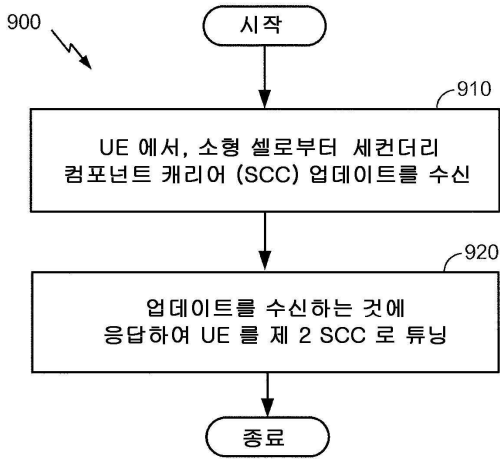 900
시작
910
UE 에서, 소형 셀로부터 세컨더리
컴포넌트 캐리어 (SCC) 업데이트를 수신
920
업데이트를 수신하는 것에
응답하여 UE 를 제 2 SCC 로 튜닝
종료